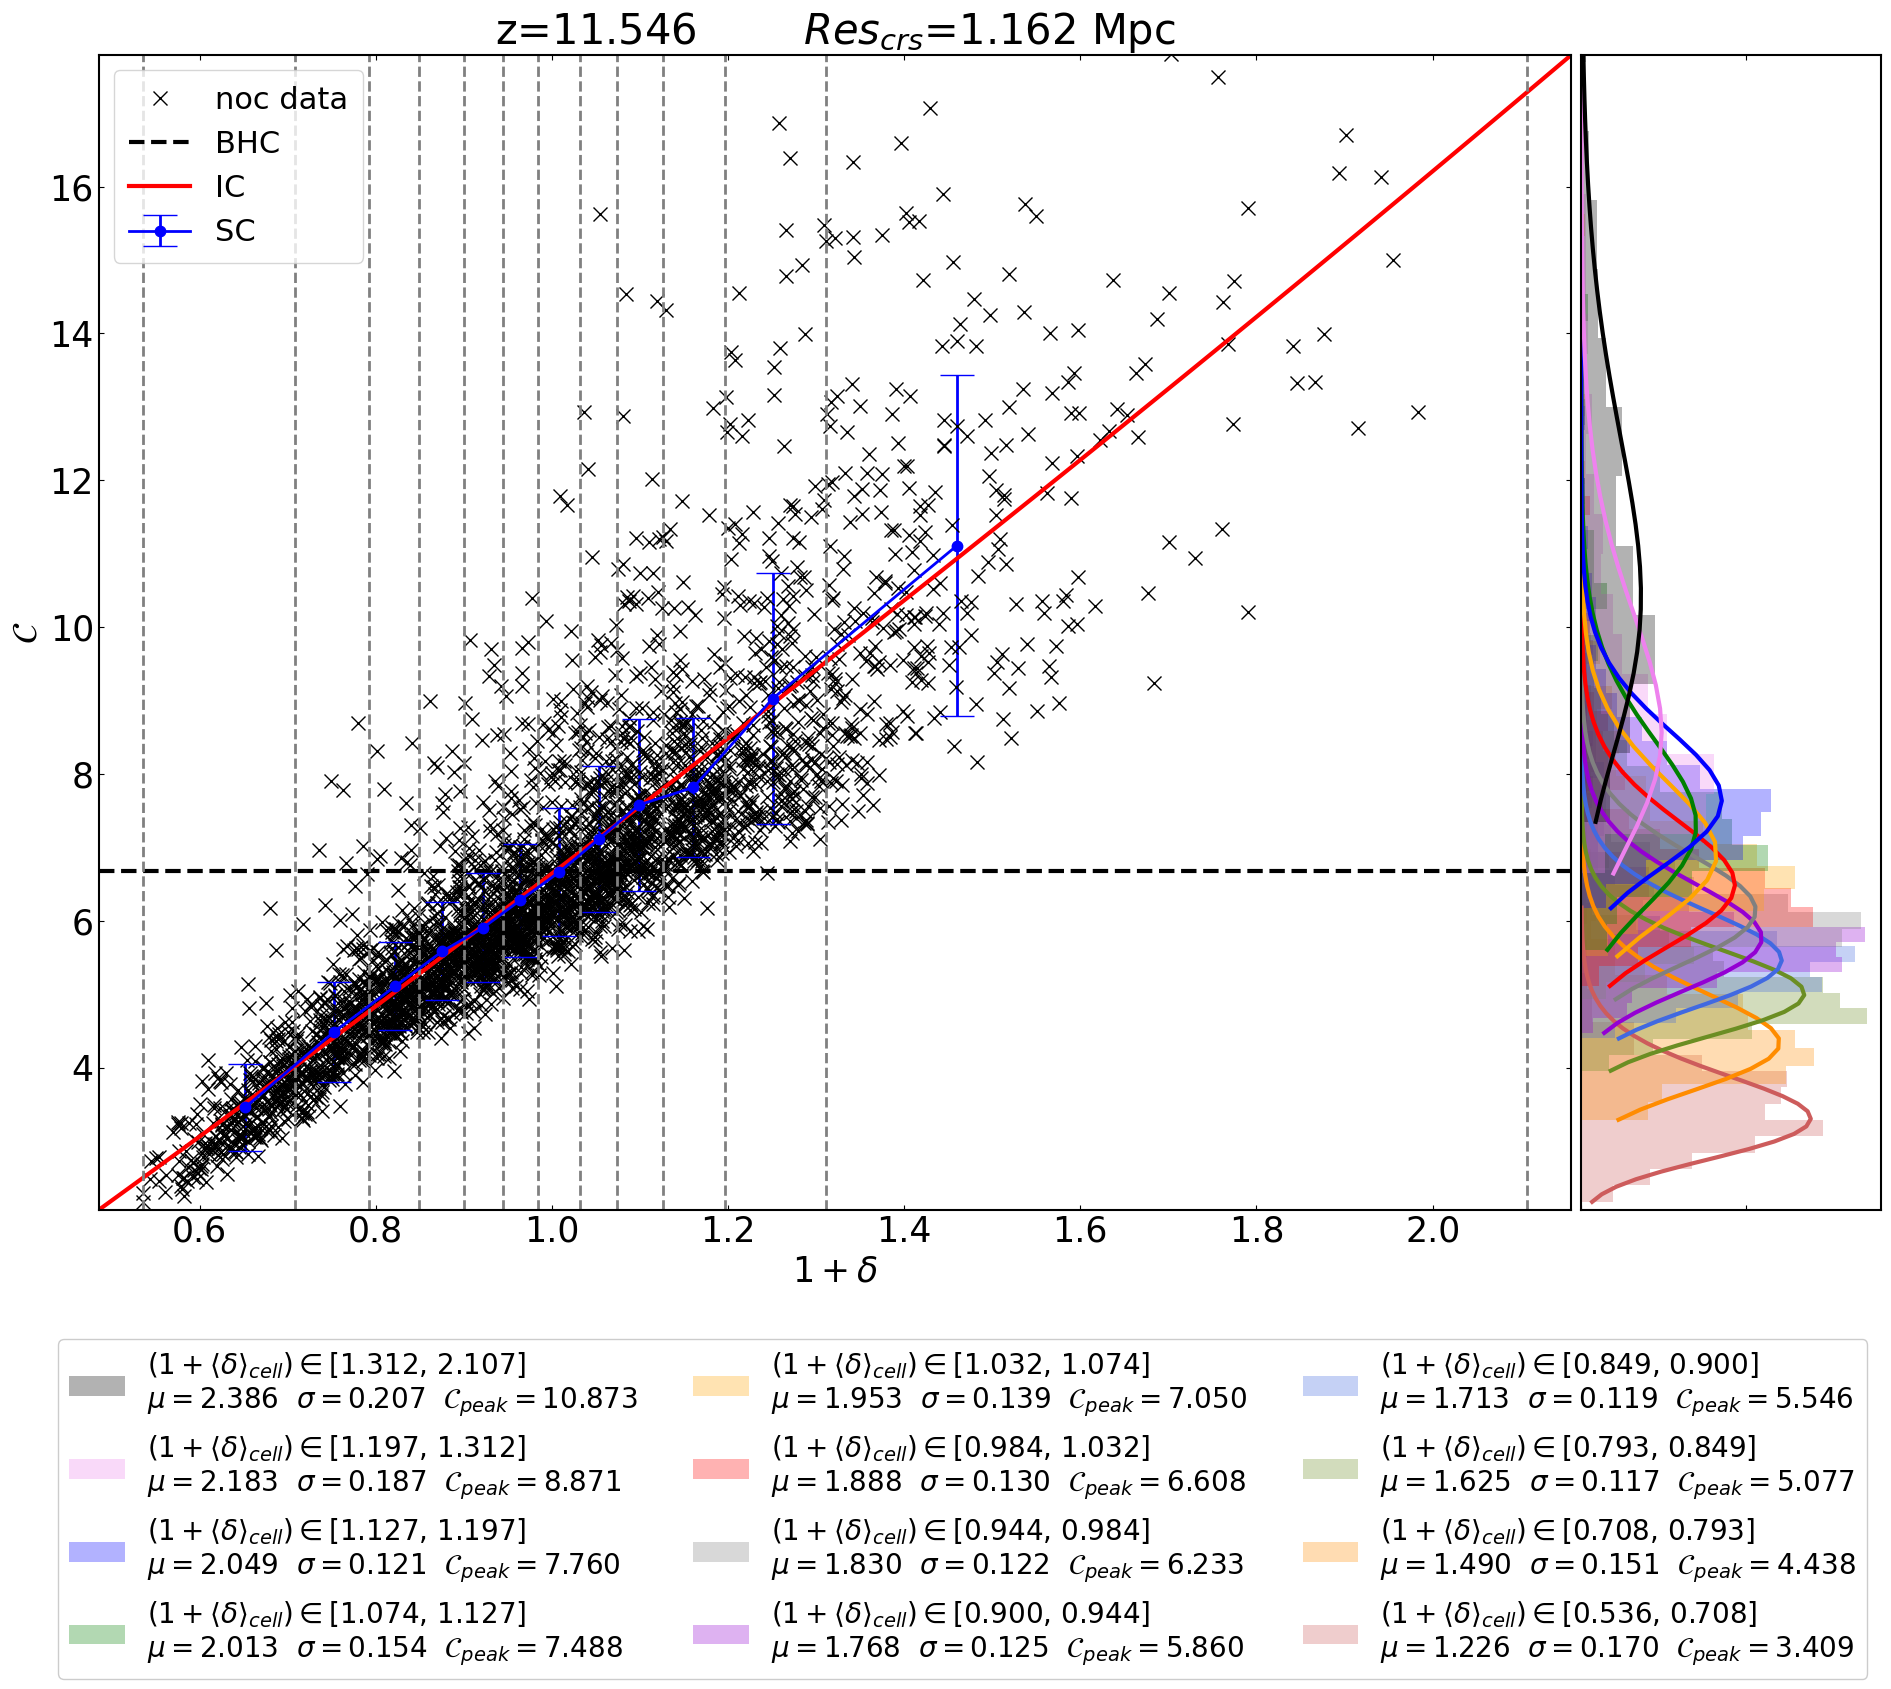 z=11.546 Res_crs=1.162 Mpc
noc data
BHC
IC
SC
16
14
12
10
8
6
4
𝒞
0.6 0.8 1.0 1.2 1.4 1.6 1.8 2.0
1 + δ
(1 + ⟨δ⟩_cell) ∈ [1.312, 2.107]
μ = 2.386 σ = 0.207 𝒞_peak = 10.873
(1 + ⟨δ⟩_cell) ∈ [1.197, 1.312]
μ = 2.183 σ = 0.187 𝒞_peak = 8.871
(1 + ⟨δ⟩_cell) ∈ [1.127, 1.197]
μ = 2.049 σ = 0.121 𝒞_peak = 7.760
(1 + ⟨δ⟩_cell) ∈ [1.074, 1.127]
μ = 2.013 σ = 0.154 𝒞_peak = 7.488
(1 + ⟨δ⟩_cell) ∈ [1.032, 1.074]
μ = 1.953 σ = 0.139 𝒞_peak = 7.050
(1 + ⟨δ⟩_cell) ∈ [0.984, 1.032]
μ = 1.888 σ = 0.130 𝒞_peak = 6.608
(1 + ⟨δ⟩_cell) ∈ [0.944, 0.984]
μ = 1.830 σ = 0.122 𝒞_peak = 6.233
(1 + ⟨δ⟩_cell) ∈ [0.900, 0.944]
μ = 1.768 σ = 0.125 𝒞_peak = 5.860
(1 + ⟨δ⟩_cell) ∈ [0.849, 0.900]
μ = 1.713 σ = 0.119 𝒞_peak = 5.546
(1 + ⟨δ⟩_cell) ∈ [0.793, 0.849]
μ = 1.625 σ = 0.117 𝒞_peak = 5.077
(1 + ⟨δ⟩_cell) ∈ [0.708, 0.793]
μ = 1.490 σ = 0.151 𝒞_peak = 4.438
(1 + ⟨δ⟩_cell) ∈ [0.536, 0.708]
μ = 1.226 σ = 0.170 𝒞_peak = 3.409